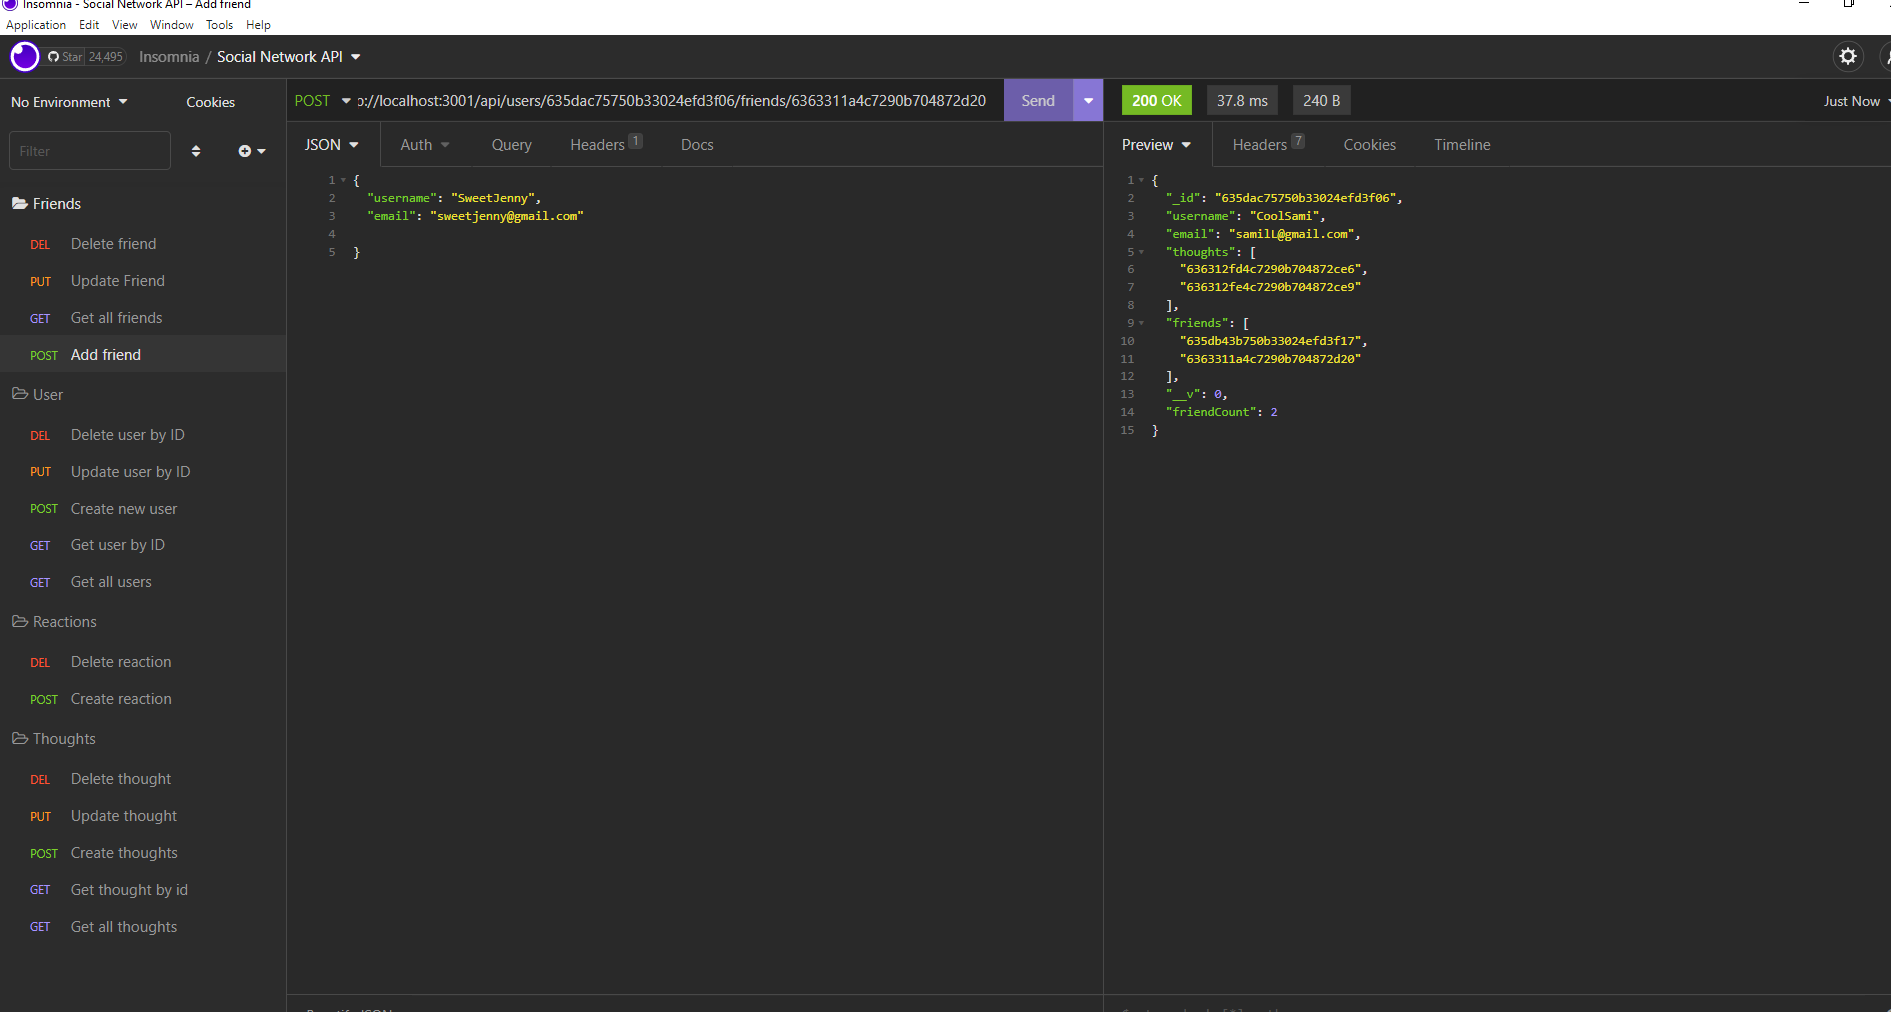 Insomnia - Social Network API – Add friend
Application Edit View Window Tools Help
Star 24,495 Insomnia / Social Network API
No Environment Cookies
Filter
Friends
DEL Delete friend
PUT Update Friend
GET Get all friends
POST Add friend
User
DEL Delete user by ID
PUT Update user by ID
POST Create new user
GET Get user by ID
GET Get all users
Reactions
DEL Delete reaction
POST Create reaction
Thoughts
DEL Delete thought
PUT Update thought
POST Create thoughts
GET Get thought by id
GET Get all thoughts
POST ://localhost:3001/api/users/635dac75750b33024efd3f06/friends/6363311a4c7290b704872d20 Send
JSON Auth Query Headers 1 Docs
1 {
2 "username": "SweetJenny",
3 "email": "sweetjenny@gmail.com"
4
5 }
200 OK 37.8 ms 240 B Just Now
Preview Headers 7 Cookies Timeline
1 {
2 "_id": "635dac75750b33024efd3f06",
3 "username": "CoolSami",
4 "email": "samilL@gmail.com",
5 "thoughts": [
6 "636312fd4c7290b704872ce6",
7 "636312fe4c7290b704872ce9"
8 ],
9 "friends": [
10 "635db43b750b33024efd3f17",
11 "6363311a4c7290b704872d20"
12 ],
13 "__v": 0,
14 "friendCount": 2
15 }